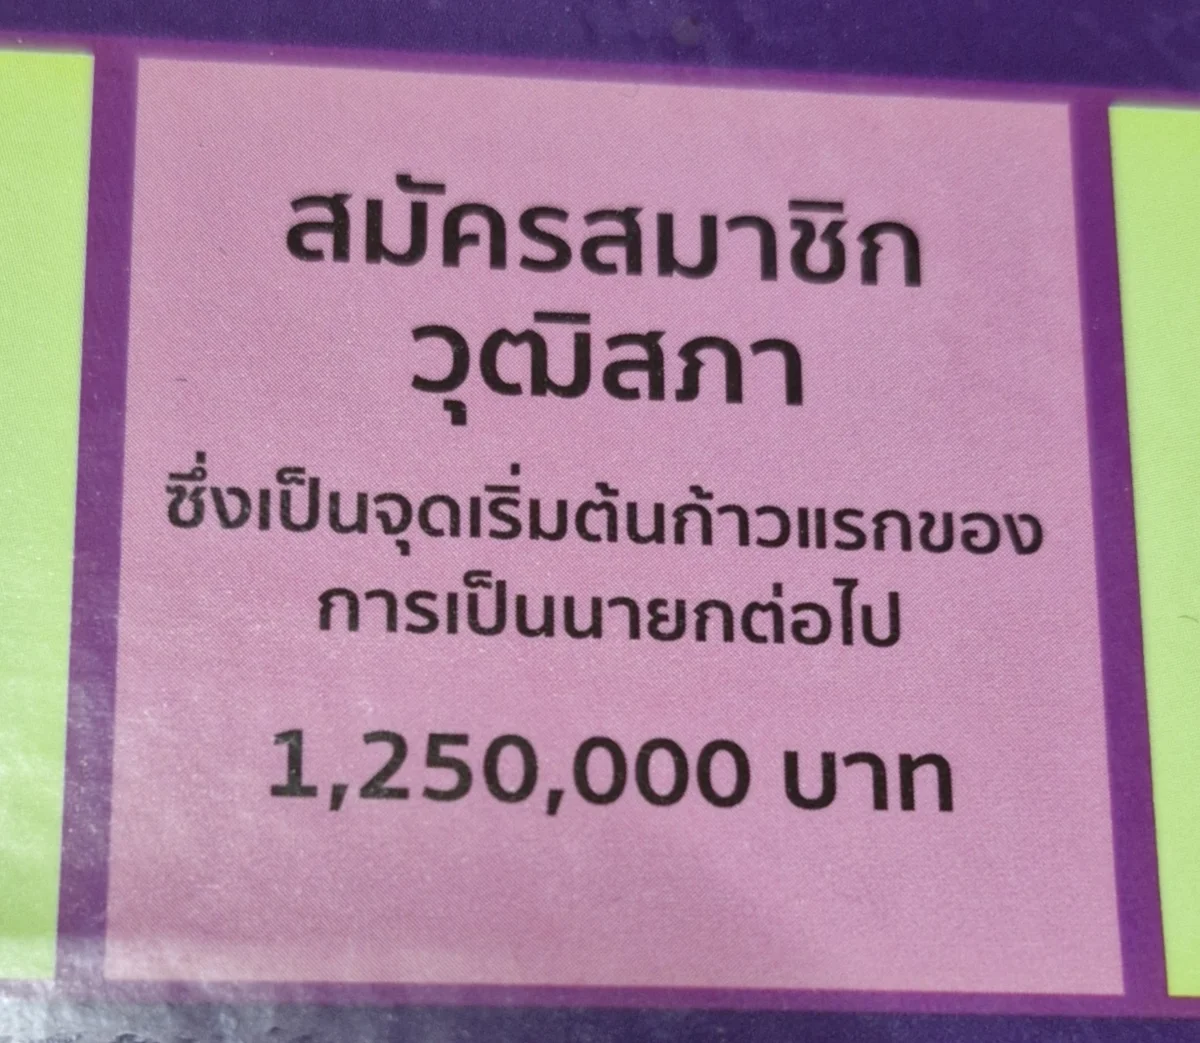 สมัครสมาชิก
วุฒิสภา
ซึ่งเป็นจุดเริ่มต้นก้าวแรกของ
การเป็นนายกต่อไป
1,250,000 บาท